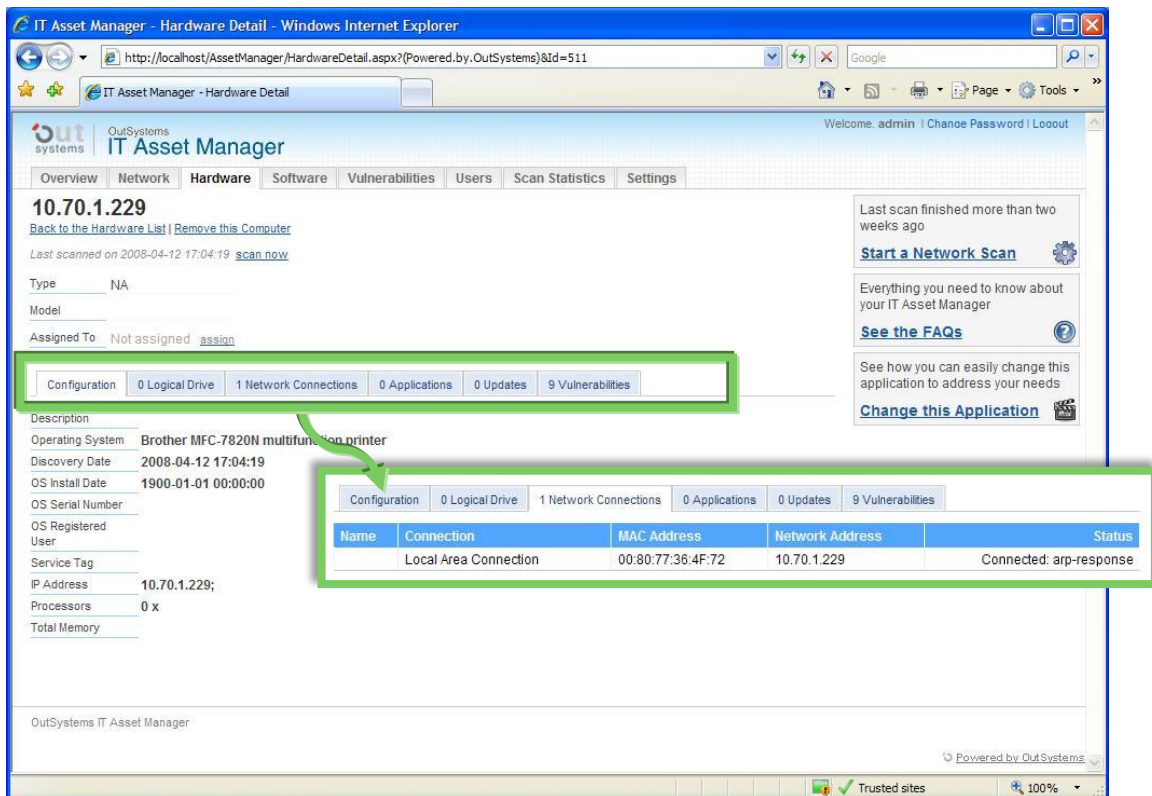 IT Asset Manager - Hardware Detail - Windows Internet Explorer
http://localhost/AssetManager/HardwareDetail.aspx?(Powered.by.OutSystems)&Id=511
Google
IT Asset Manager - Hardware Detail
Page
Tools
»
out systems
OutSystems
IT Asset Manager
Welcome, admin | Change Password | Logout
Overview Network Hardware Software Vulnerabilities Users Scan Statistics Settings
10.70.1.229
Back to the Hardware List | Remove this Computer
Last scanned on 2008-04-12 17:04:19 scan now
Type NA
Model
Assigned To Not assigned assign
Last scan finished more than two
weeks ago
Start a Network Scan
Everything you need to know about
your IT Asset Manager
See the FAQs
?
See how you can easily change this
application to address your needs
Change this Application
Configuration 0 Logical Drive 1 Network Connections 0 Applications 0 Updates 9 Vulnerabilities
Description
Operating System Brother MFC-7820N multifunction printer
Discovery Date 2008-04-12 17:04:19
OS Install Date 1900-01-01 00:00:00
OS Serial Number
OS Registered
User
Service Tag
IP Address 10.70.1.229;
Processors 0 x
Total Memory
Configuration 0 Logical Drive 1 Network Connections 0 Applications 0 Updates 9 Vulnerabilities
Name Connection MAC Address Network Address Status
Local Area Connection 00:80:77:36:4F:72 10.70.1.229 Connected: arp-response
OutSystems IT Asset Manager
Powered by OutSystems
Trusted sites
100%